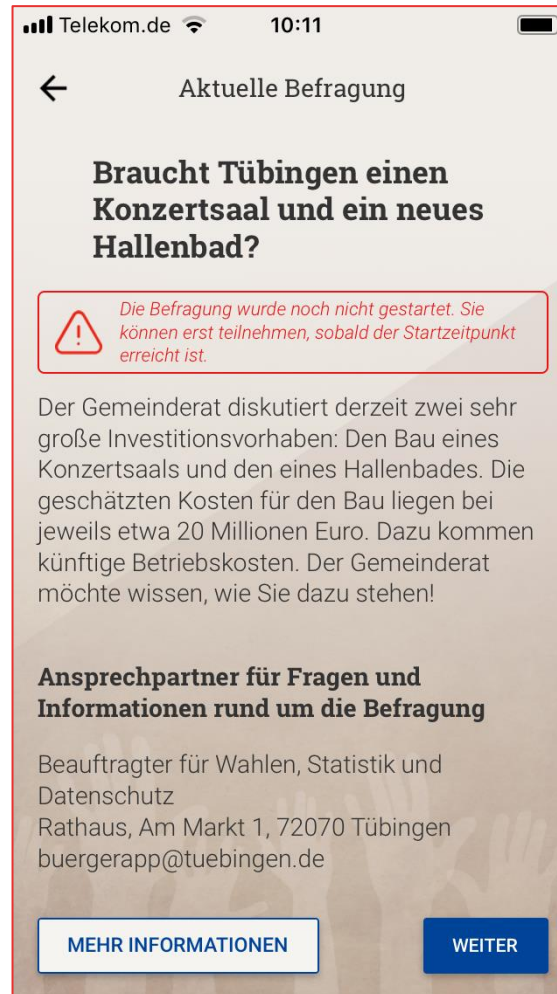 Telekom.de 10:11
Aktuelle Befragung
Braucht Tübingen einen
Konzertsaal und ein neues
Hallenbad?
Die Befragung wurde noch nicht gestartet. Sie
können erst teilnehmen, sobald der Startzeitpunkt
erreicht ist.
Der Gemeinderat diskutiert derzeit zwei sehr
große Investitionsvorhaben: Den Bau eines
Konzertsaals und den eines Hallenbades. Die
geschätzten Kosten für den Bau liegen bei
jeweils etwa 20 Millionen Euro. Dazu kommen
künftige Betriebskosten. Der Gemeinderat
möchte wissen, wie Sie dazu stehen!
Ansprechpartner für Fragen und
Informationen rund um die Befragung
Beauftragter für Wahlen, Statistik und
Datenschutz
Rathaus, Am Markt 1, 72070 Tübingen
buergerapp@tuebingen.de
MEHR INFORMATIONEN WEITER